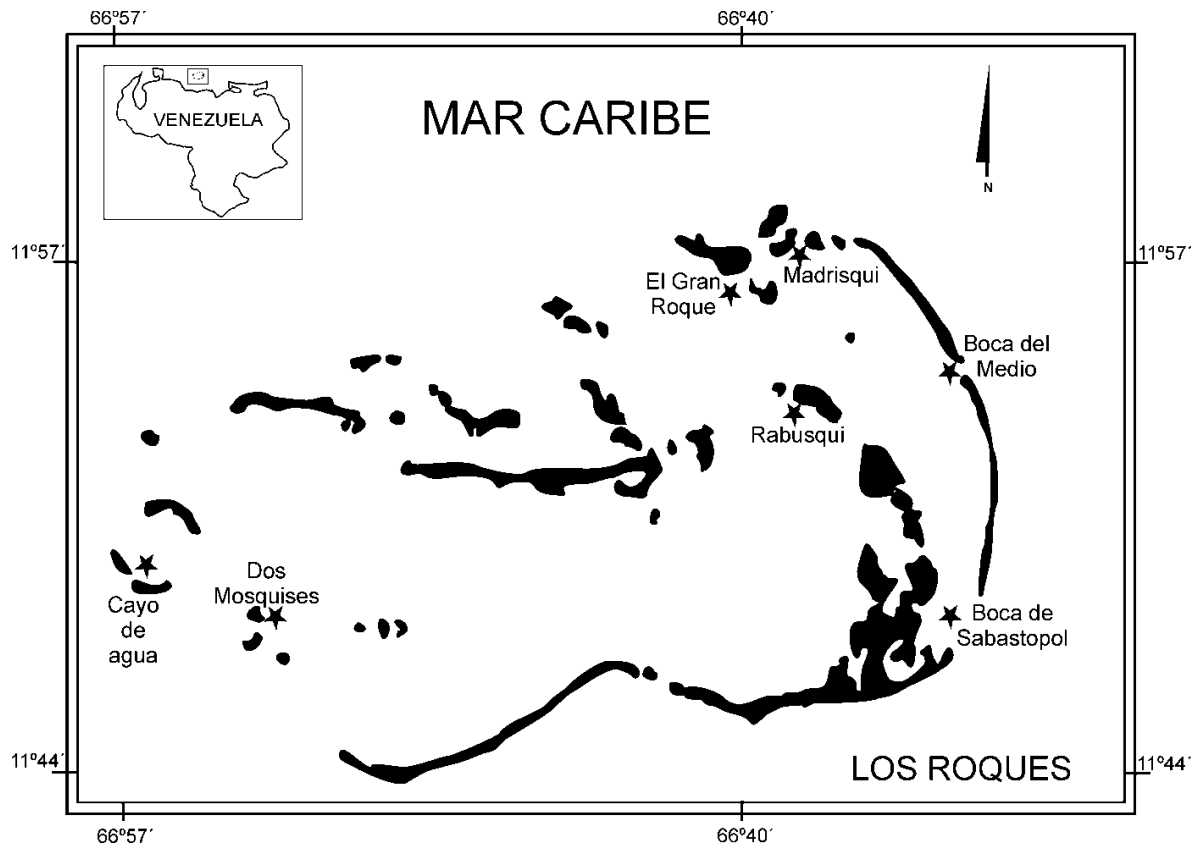 66º57´
66º40´
VENEZUELA
MAR CARIBE
N
11º57´
11º57´
El Gran
Roque
Madrisqui
Boca del
Medio
Rabusqui
Dos
Mosquises
Cayo
de
agua
Boca de
Sabastopol
11º44´
11º44´
LOS ROQUES
66º57´
66º40´